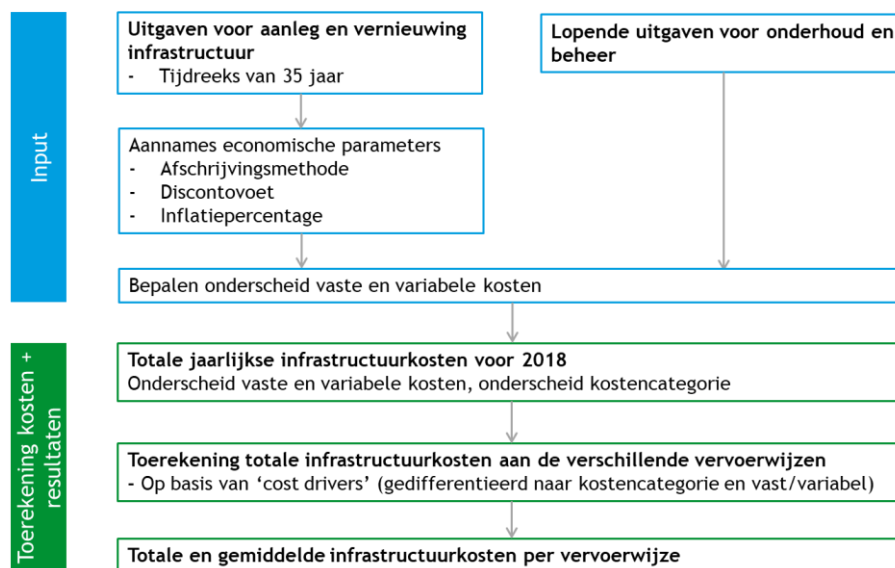 Input
Uitgaven voor aanleg en vernieuwing
infrastructuur
- Tijdreeks van 35 jaar
Lopende uitgaven voor onderhoud en
beheer
Aannames economische parameters
- Afschrijvingsmethode
- Discontovoet
- Inflatiepercentage
Bepalen onderscheid vaste en variabele kosten
Toerekening kosten +
resultaten
Totale jaarlijkse infrastructuurkosten voor 2018
Onderscheid vaste en variabele kosten, onderscheid kostencategorie
Toerekening totale infrastructuurkosten aan de verschillende vervoerwijzen
- Op basis van ‘cost drivers’ (gedifferentieerd naar kostencategorie en vast/variabel)
Totale en gemiddelde infrastructuurkosten per vervoerwijze